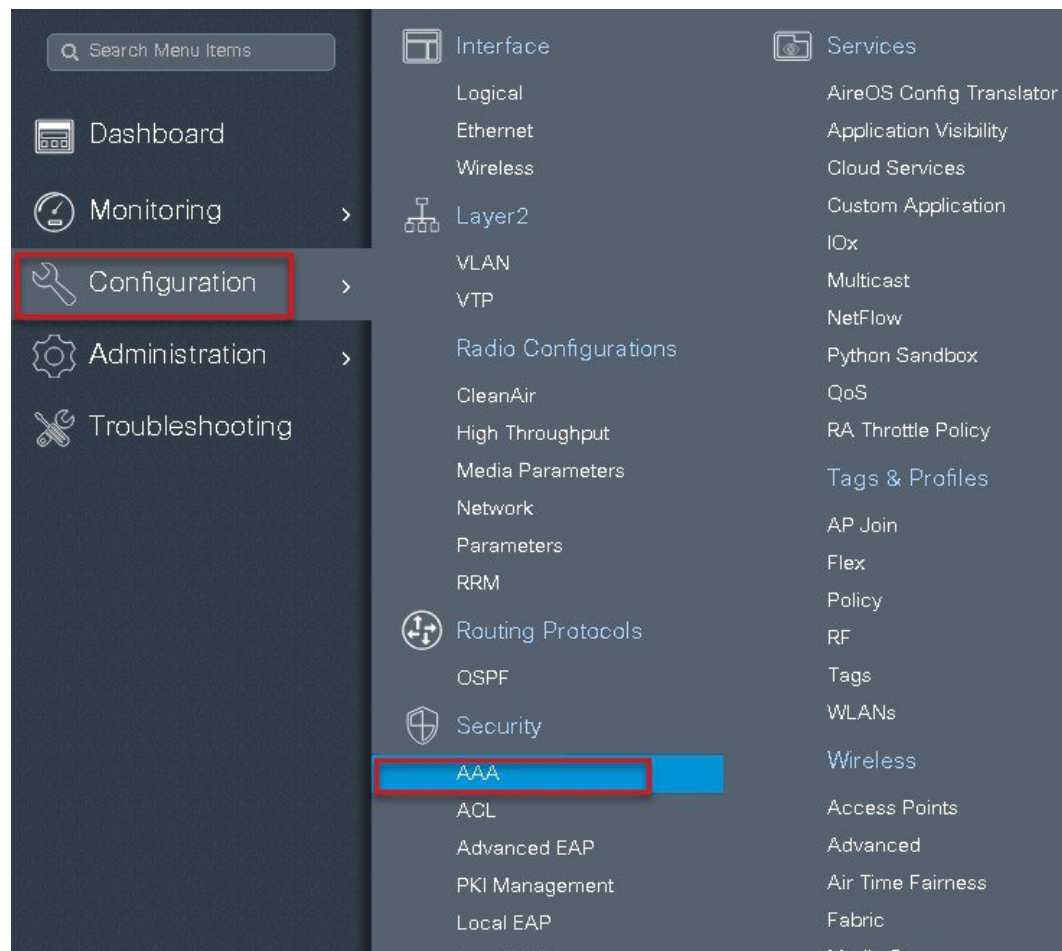 Search Menu Items
Dashboard
Monitoring
Configuration
Administration
Troubleshooting
Interface
Logical
Ethernet
Wireless
Layer2
VLAN
VTP
Radio Configurations
CleanAir
High Throughput
Media Parameters
Network
Parameters
RRM
Routing Protocols
OSPF
Security
AAA
ACL
Advanced EAP
PKI Management
Local EAP
Services
AireOS Config Translator
Application Visibility
Cloud Services
Custom Application
IOx
Multicast
NetFlow
Python Sandbox
QoS
RA Throttle Policy
Tags & Profiles
AP Join
Flex
Policy
RF
Tags
WLANs
Wireless
Access Points
Advanced
Air Time Fairness
Fabric